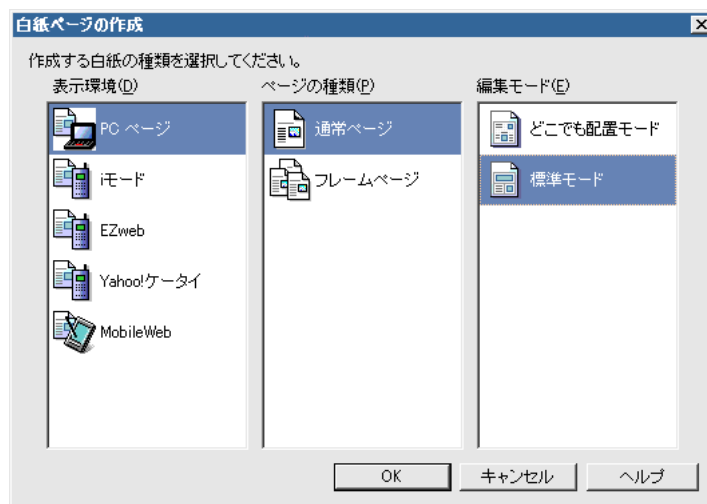 白紙ページの作成
作成する白紙の種類を選択してください。
表示環境(D)
PC ページ
iモード
EZweb
Yahoo!ケータイ
MobileWeb
ページの種類(P)
通常ページ
フレームページ
編集モード(E)
どこでも配置モード
標準モード
OK
キャンセル
ヘルプ